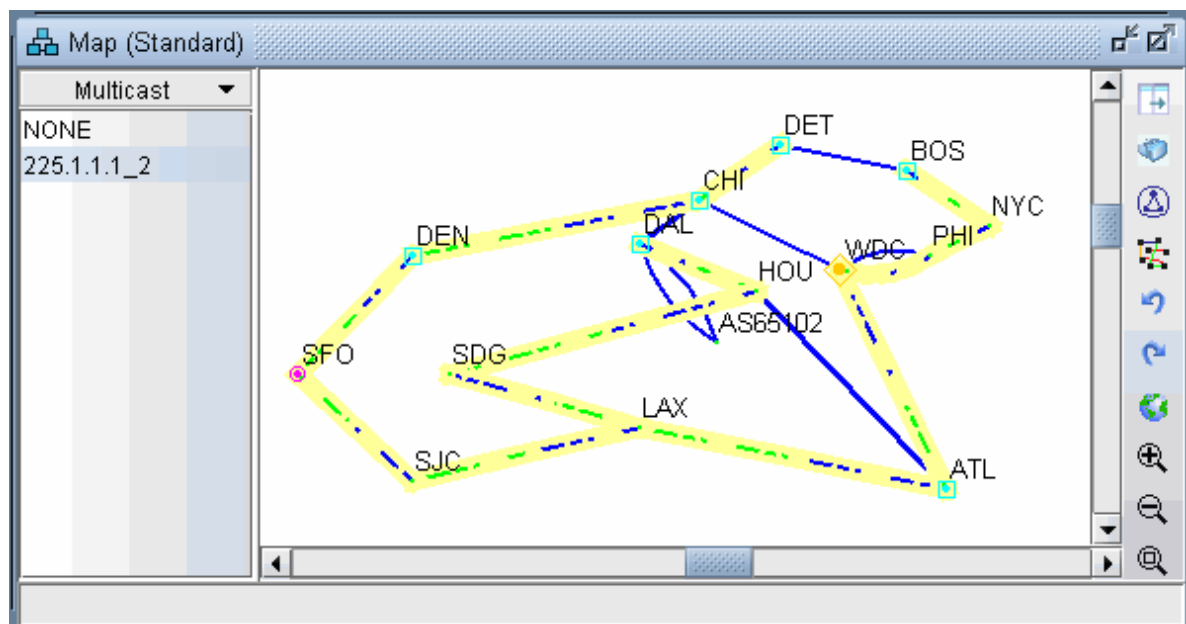 Map (Standard)
Multicast
NONE
225.1.1.1_2
DET
BOS
CHI
NYC
DAL
DEN
PHI
WDC
HOU
AS65102
SFO
SDG
LAX
SJC
ATL